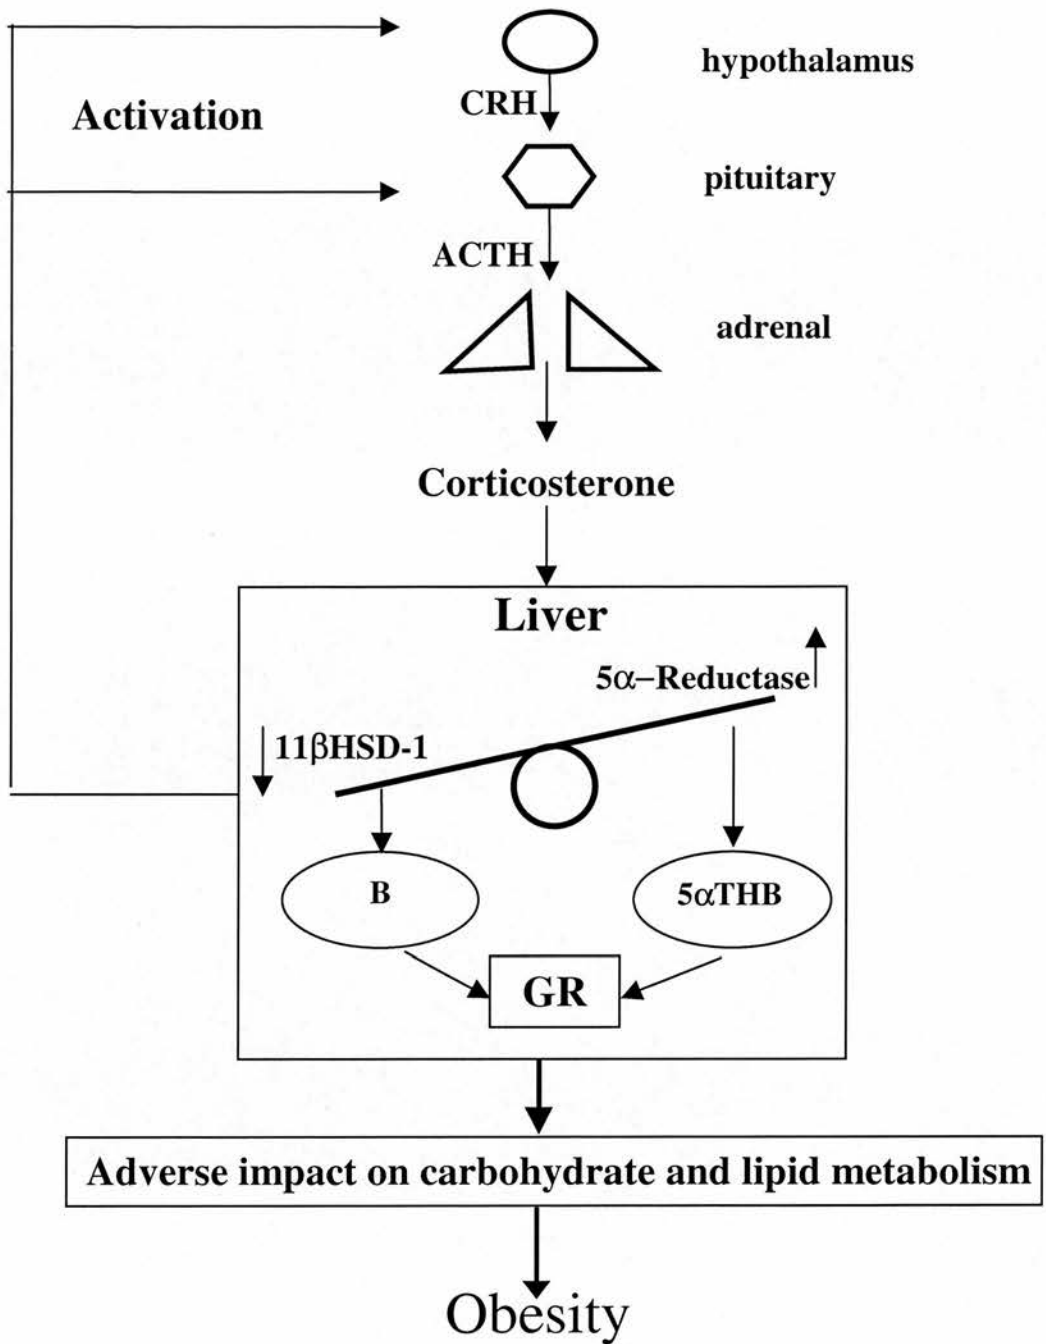 hypothalamus
CRH
Activation
pituitary
ACTH
adrenal
Corticosterone
Liver
5α–Reductase
11βHSD-1
B
5αTHB
GR
Adverse impact on carbohydrate and lipid metabolism
Obesity